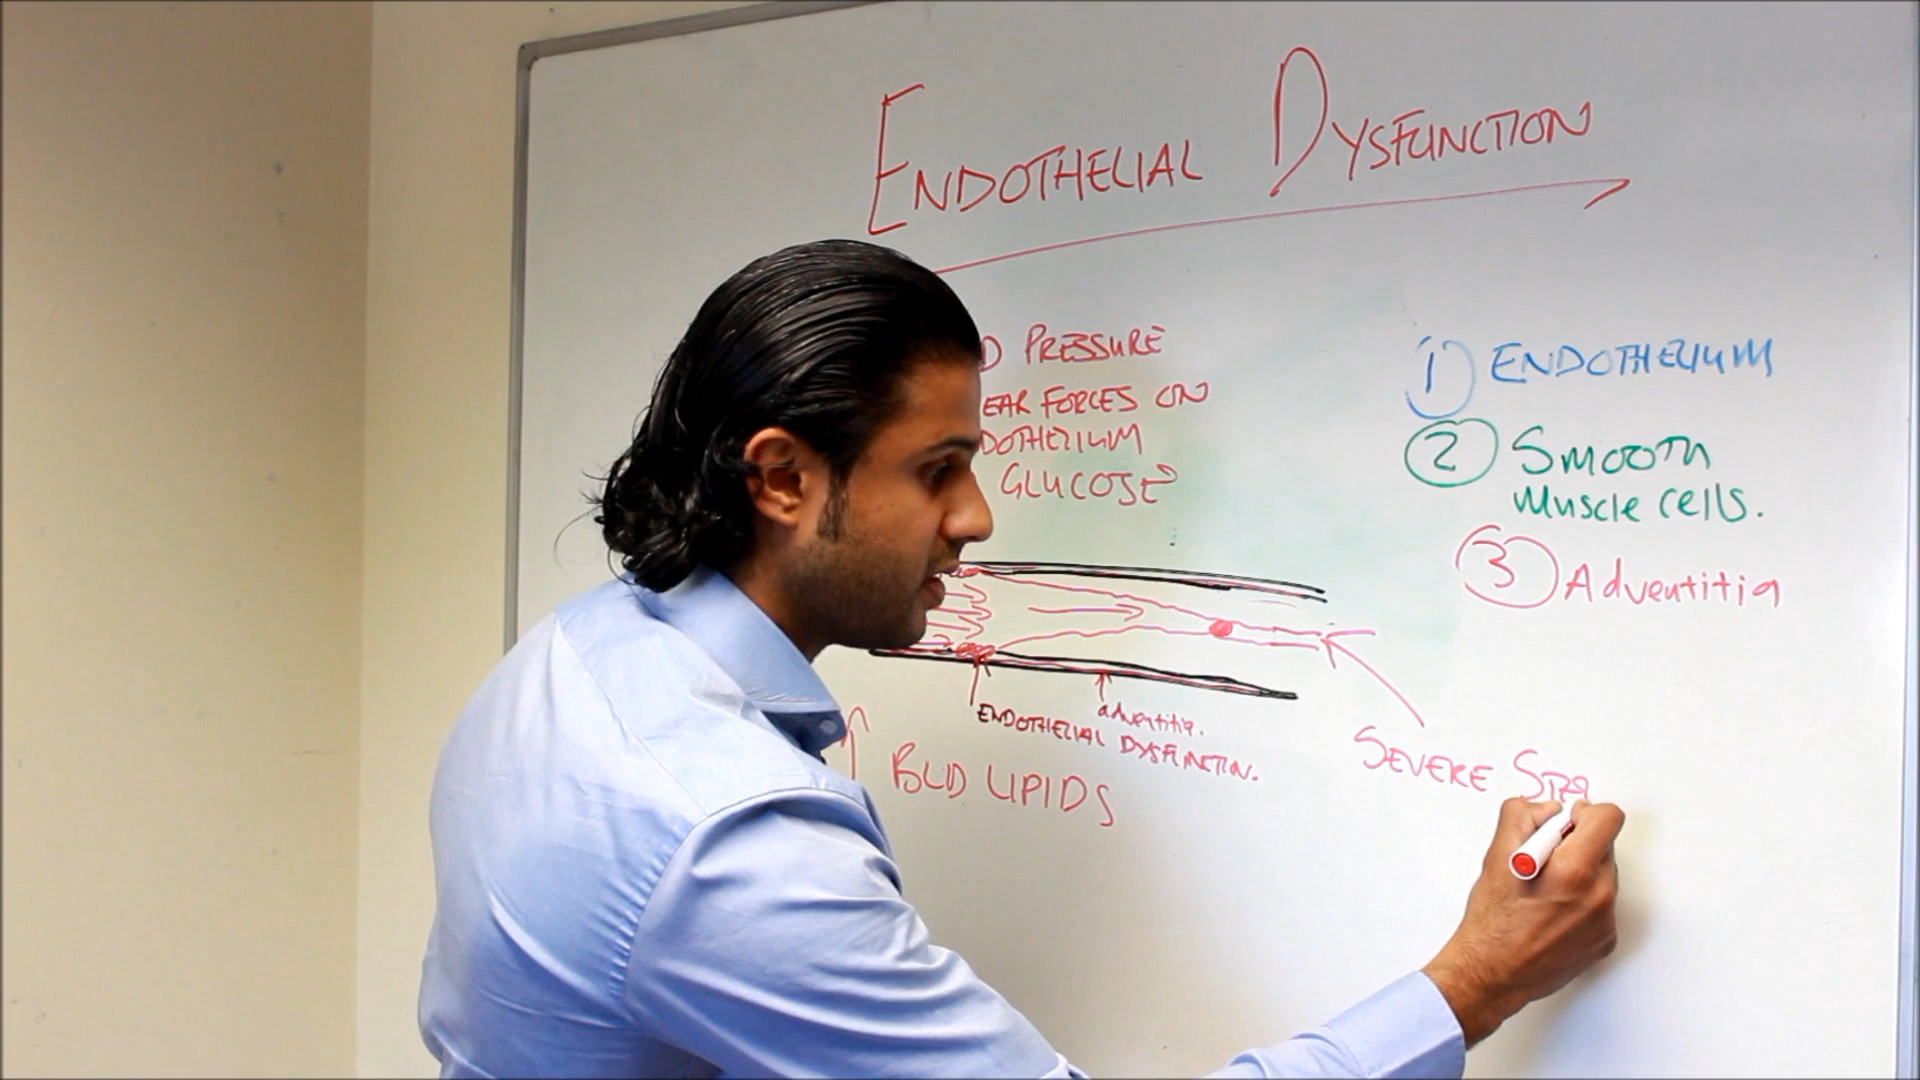 ENDOTHELIAL DYSFUNCTION
D PRESSURE
EAR FORCES ON
DOTHELIUM
GLUCOSE
1 ENDOTHELIUM
2 Smooth
Muscle cells.
3 Adventitia
adventitia.
ENDOTHELIAL DYSFUNCTION.
BLD LIPIDS
SEVERE STE